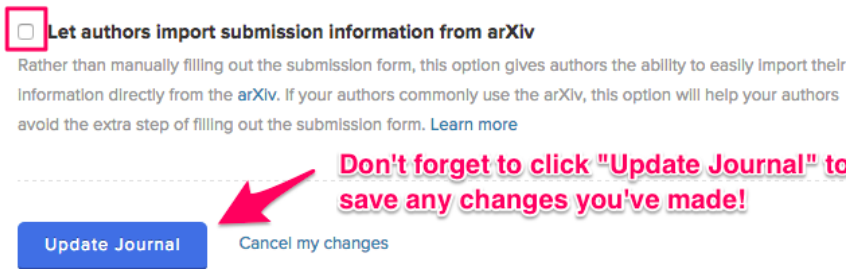 Let authors import submission information from arXiv
Rather than manually filling out the submission form, this option gives authors the ability to easily import their
information directly from the arXiv. If your authors commonly use the arXiv, this option will help your authors
avoid the extra step of filling out the submission form. Learn more
Don't forget to click "Update Journal" to
save any changes you've made!
Update Journal Cancel my changes